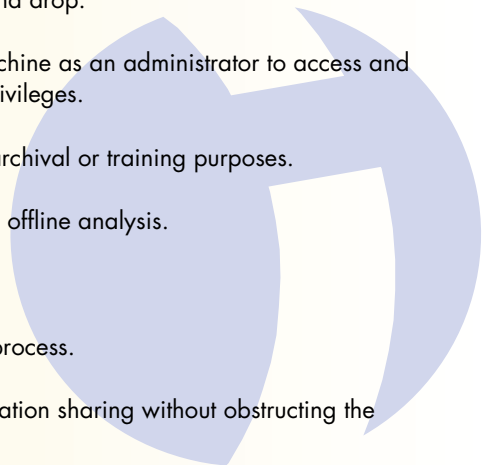 nd drop.
chine as an administrator to access and
ivileges.
archival or training purposes.
offline analysis.
process.
ation sharing without obstructing the